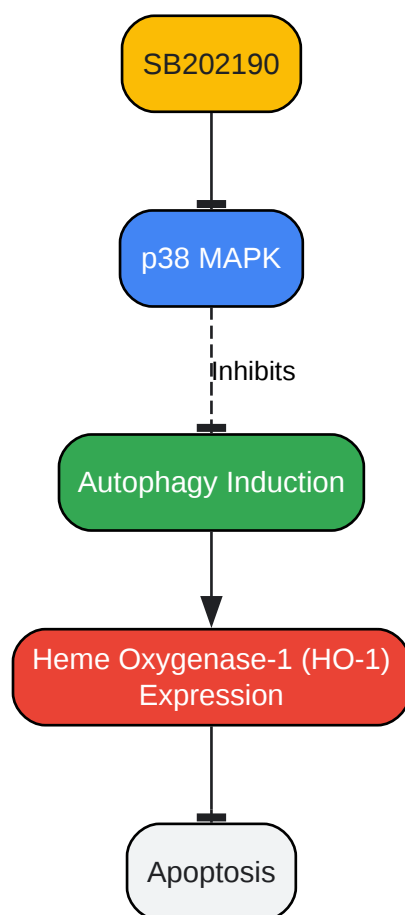 SB202190
p38 MAPK
Inhibits
Autophagy Induction
Heme Oxygenase-1 (HO-1)
Expression
Apoptosis